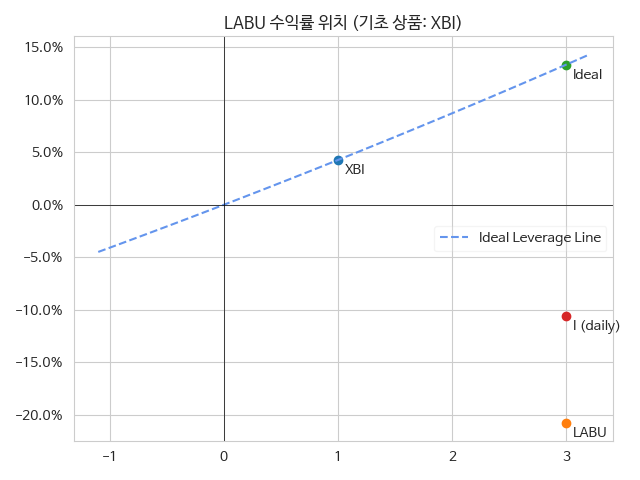 LABU 수익률 위치 (기초 상품: XBI)
15.0%
10.0%
5.0%
0.0%
−5.0%
−10.0%
−15.0%
−20.0%
Ideal
XBI
Ideal Leverage Line
I (daily)
LABU
−1
0
1
2
3